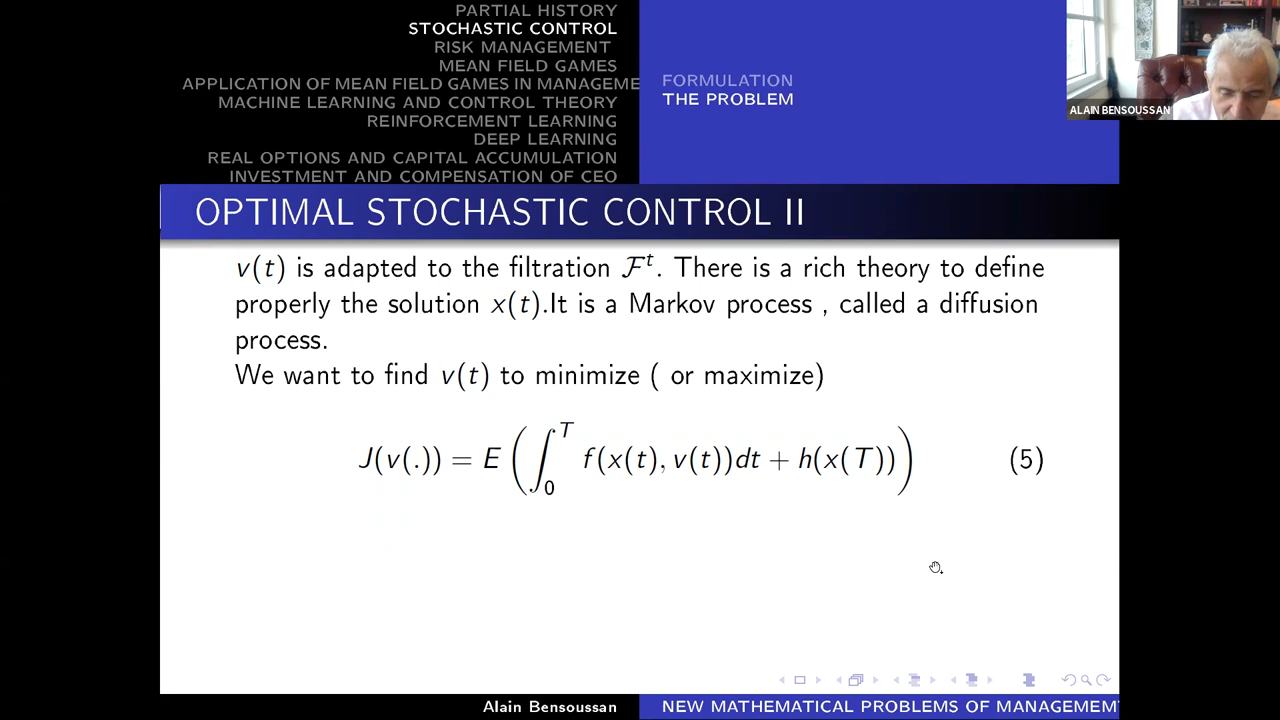 PARTIAL HISTORY
STOCHASTIC CONTROL
RISK MANAGEMENT
MEAN FIELD GAMES
APPLICATION OF MEAN FIELD GAMES IN MANAGEME
MACHINE LEARNING AND CONTROL THEORY
REINFORCEMENT LEARNING
DEEP LEARNING
REAL OPTIONS AND CAPITAL ACCUMULATION
INVESTMENT AND COMPENSATION OF CEO
FORMULATION
THE PROBLEM
ALAIN BENSOUSSAN
OPTIMAL STOCHASTIC CONTROL II
v(t) is adapted to the filtration ℱᵗ. There is a rich theory to define
properly the solution x(t).It is a Markov process , called a diffusion
process.
We want to find v(t) to minimize ( or maximize)
J(v(.)) = E (∫₀ᵀ f(x(t), v(t))dt + h(x(T))) (5)
Alain Bensoussan
NEW MATHEMATICAL PROBLEMS OF MANAGEMENT